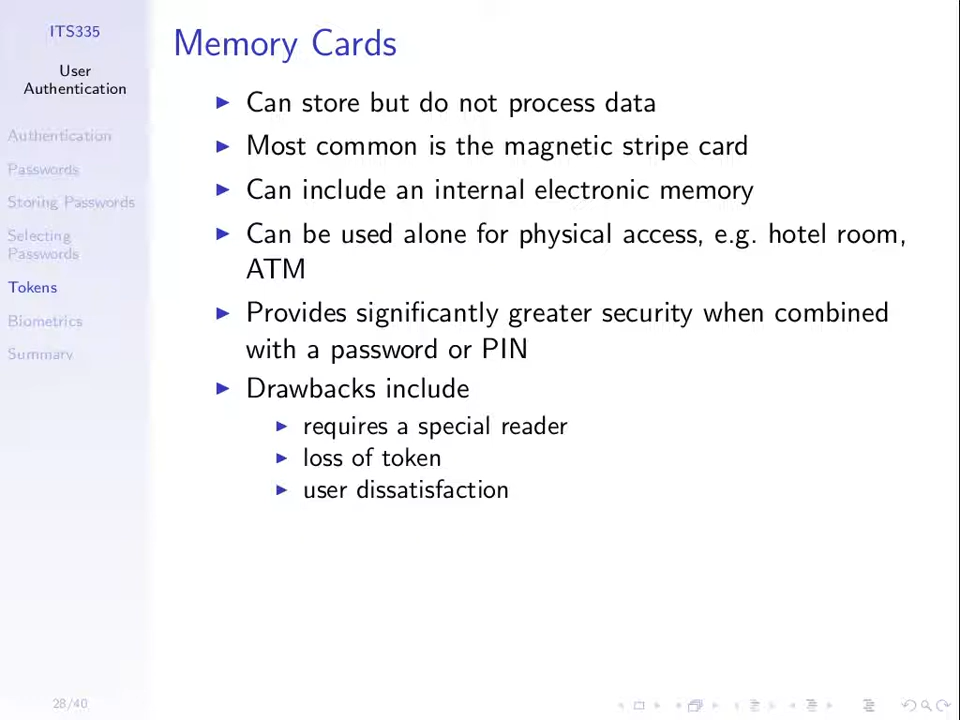 ITS335
User
Authentication
Authentication
Passwords
Storing Passwords
Selecting
Passwords
Tokens
Biometrics
Summary
28/40
Memory Cards
Can store but do not process data
Most common is the magnetic stripe card
Can include an internal electronic memory
Can be used alone for physical access, e.g. hotel room,
ATM
Provides significantly greater security when combined
with a password or PIN
Drawbacks include
requires a special reader
loss of token
user dissatisfaction